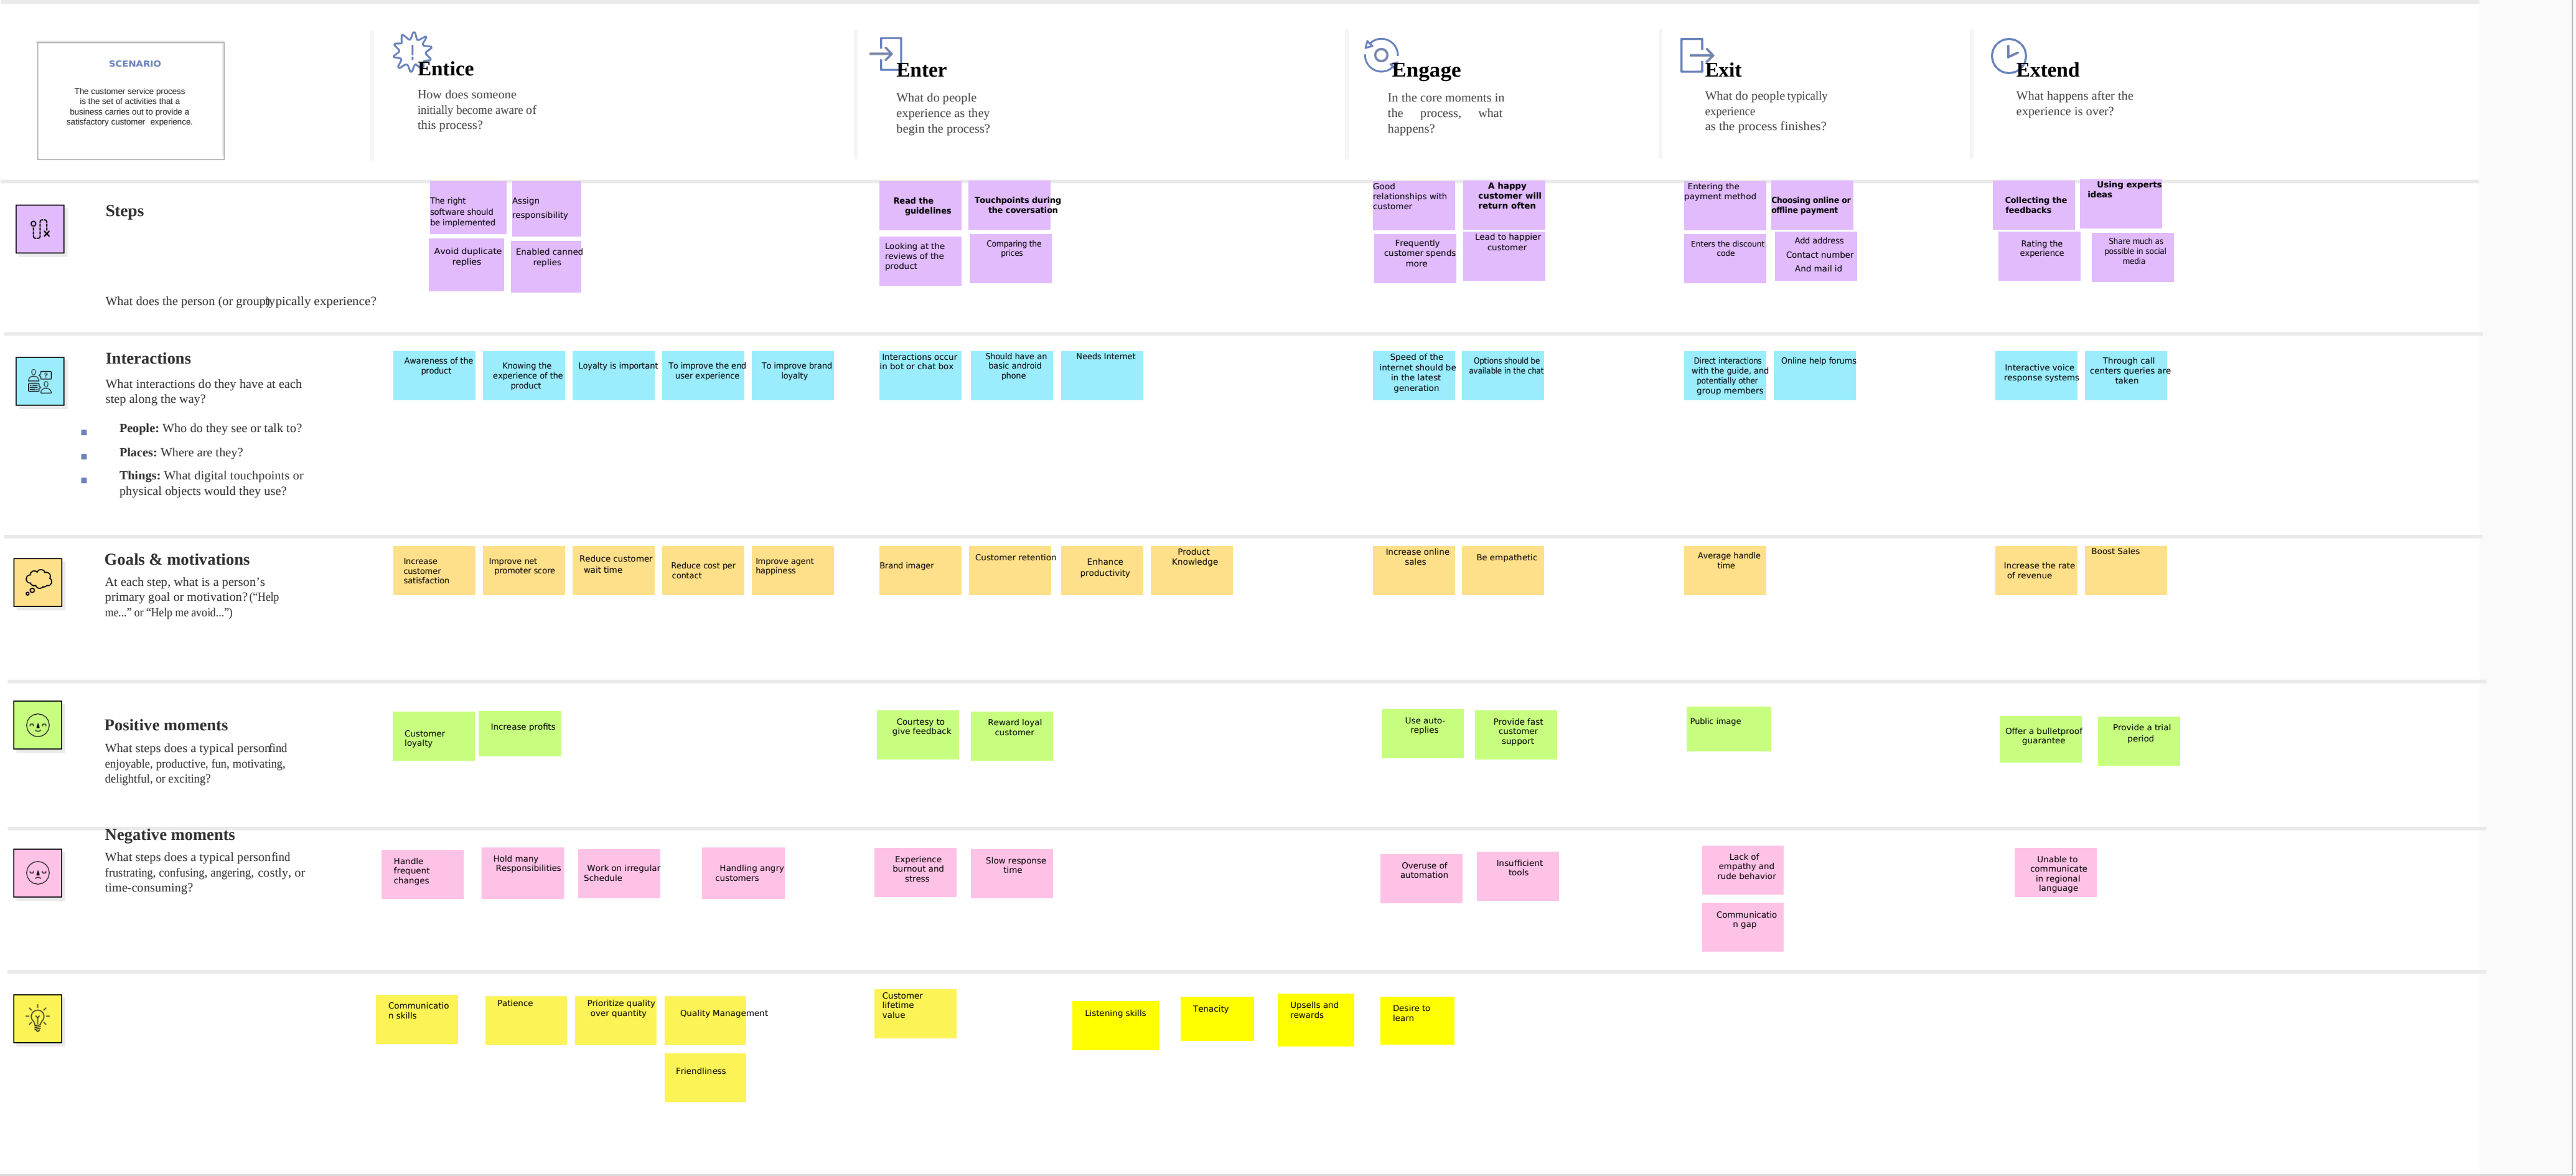 SCENARIO
The customer service process
is the set of activities that a
business carries out to provide a
satisfactory customer experience.
Entice
How does someone
initially become aware of
this process?
Enter
What do people
experience as they
begin the process?
Engage
In the core moments in
the process, what
happens?
Exit
What do people typically
experience
as the process finishes?
Extend
What happens after the
experience is over?
Steps
What does the person (or group) typically experience?
The right
software should
be implemented
Assign
responsibility
Avoid duplicate
replies
Enabled canned
replies
Read the
guidelines
Touchpoints during
the coversation
Looking at the
reviews of the
product
Comparing the
prices
Good
relationships with
customer
A happy
customer will
return often
Frequently
customer spends
more
Lead to happier
customer
Entering the
payment method
Choosing online or
offline payment
Enters the discount
code
Add address
Contact number
And mail id
Collecting the
feedbacks
Using experts
ideas
Rating the
experience
Share much as
possible in social
media
Interactions
What interactions do they have at each
step along the way?
People: Who do they see or talk to?
Places: Where are they?
Things: What digital touchpoints or
physical objects would they use?
Awareness of the
product
Knowing the
experience of the
product
Loyalty is important
To improve the end
user experience
To improve brand
loyalty
Interactions occur
in bot or chat box
Should have an
basic android
phone
Needs Internet
Speed of the
internet should be
in the latest
generation
Options should be
available in the chat
Direct interactions
with the guide, and
potentially other
group members
Online help forums
Interactive voice
response systems
Through call
centers queries are
taken
Goals & motivations
At each step, what is a person’s
primary goal or motivation? (“Help
me...” or “Help me avoid...”)
Increase
customer
satisfaction
Improve net
promoter score
Reduce customer
wait time
Reduce cost per
contact
Improve agent
happiness
Brand imager
Customer retention
Enhance
productivity
Product
Knowledge
Increase online
sales
Be empathetic
Average handle
time
Increase the rate
of revenue
Boost Sales
Positive moments
What steps does a typical person find
enjoyable, productive, fun, motivating,
delightful, or exciting?
Customer
loyalty
Increase profits
Courtesy to
give feedback
Reward loyal
customer
Use auto-
replies
Provide fast
customer
support
Public image
Offer a bulletproof
guarantee
Provide a trial
period
Negative moments
What steps does a typical person find
frustrating, confusing, angering, costly, or
time-consuming?
Handle
frequent
changes
Hold many
Responsibilities
Work on irregular
Schedule
Handling angry
customers
Experience
burnout and
stress
Slow response
time
Overuse of
automation
Insufficient
tools
Lack of
empathy and
rude behavior
Communicatio
n gap
Unable to
communicate
in regional
language
Communicatio
n skills
Patience
Prioritize quality
over quantity
Quality Management
Friendliness
Customer
lifetime
value
Listening skills
Tenacity
Upsells and
rewards
Desire to
learn